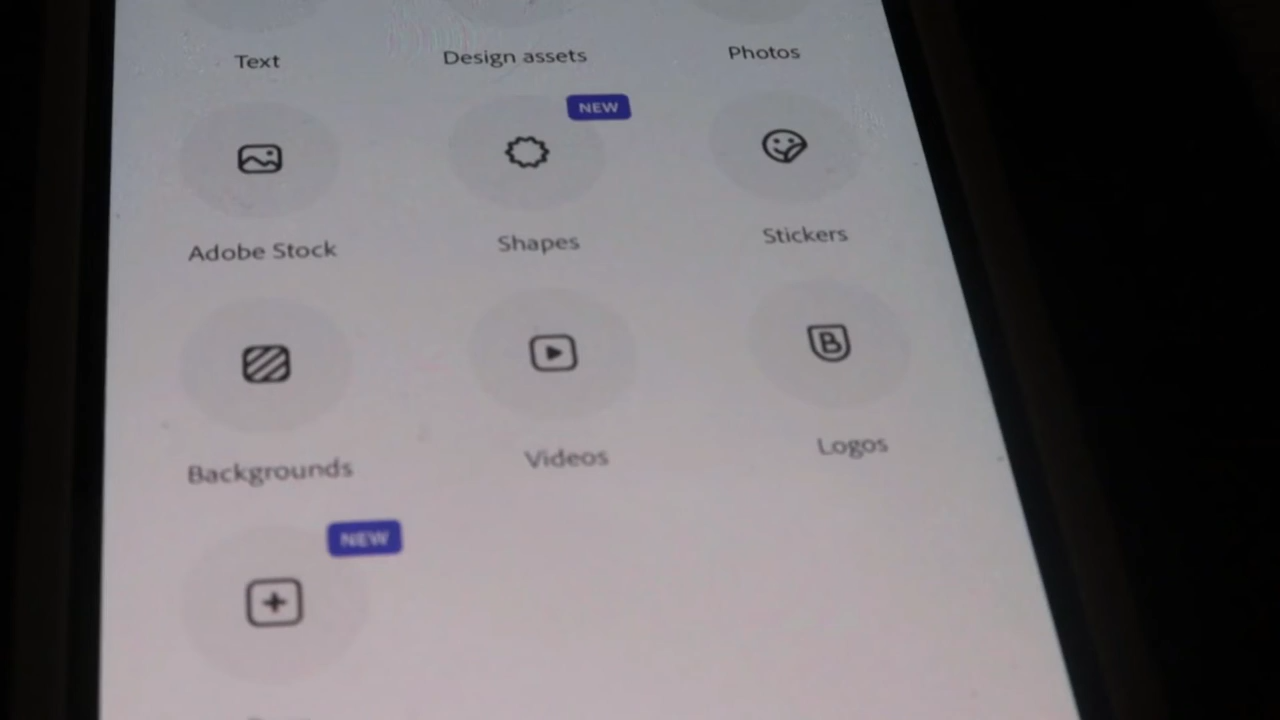 Text Design assets Photos
NEW
Adobe Stock Shapes Stickers
B
Backgrounds Videos Logos
NEW